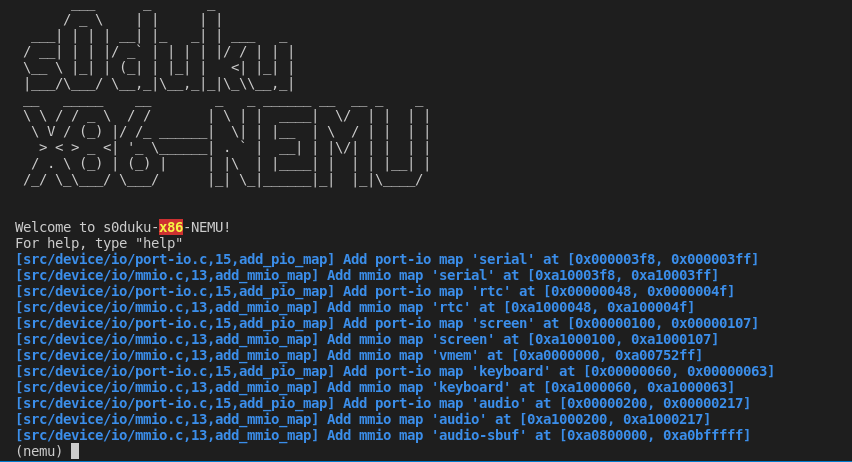 s0duku
x86-NEMU
Welcome to s0duku-x86-NEMU!
For help, type "help"
[src/device/io/port-io.c,15,add_pio_map] Add port-io map 'serial' at [0x000003f8, 0x000003ff]
[src/device/io/mmio.c,13,add_mmio_map] Add mmio map 'serial' at [0xa10003f8, 0xa10003ff]
[src/device/io/port-io.c,15,add_pio_map] Add port-io map 'rtc' at [0x00000048, 0x0000004f]
[src/device/io/mmio.c,13,add_mmio_map] Add mmio map 'rtc' at [0xa1000048, 0xa100004f]
[src/device/io/port-io.c,15,add_pio_map] Add port-io map 'screen' at [0x00000100, 0x00000107]
[src/device/io/mmio.c,13,add_mmio_map] Add mmio map 'screen' at [0xa1000100, 0xa1000107]
[src/device/io/mmio.c,13,add_mmio_map] Add mmio map 'vmem' at [0xa0000000, 0xa00752ff]
[src/device/io/port-io.c,15,add_pio_map] Add port-io map 'keyboard' at [0x00000060, 0x00000063]
[src/device/io/mmio.c,13,add_mmio_map] Add mmio map 'keyboard' at [0xa1000060, 0xa1000063]
[src/device/io/port-io.c,15,add_pio_map] Add port-io map 'audio' at [0x00000200, 0x00000217]
[src/device/io/mmio.c,13,add_mmio_map] Add mmio map 'audio' at [0xa1000200, 0xa1000217]
[src/device/io/mmio.c,13,add_mmio_map] Add mmio map 'audio-sbuf' at [0xa0800000, 0xa0bfffff]
(nemu)